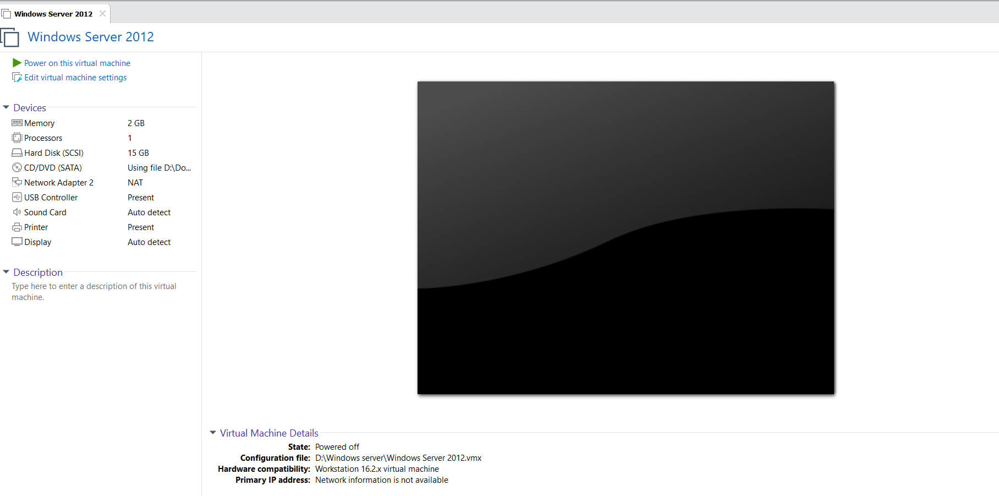 Windows Server 2012
Windows Server 2012
Power on this virtual machine
Edit virtual machine settings
Devices
Memory 2 GB
Processors 1
Hard Disk (SCSI) 15 GB
CD/DVD (SATA) Using file D:\Do...
Network Adapter 2 NAT
USB Controller Present
Sound Card Auto detect
Printer Present
Display Auto detect
Description
Type here to enter a description of this virtual
machine.
Virtual Machine Details
State: Powered off
Configuration file: D:\Windows server\Windows Server 2012.vmx
Hardware compatibility: Workstation 16.2.x virtual machine
Primary IP address: Network information is not available